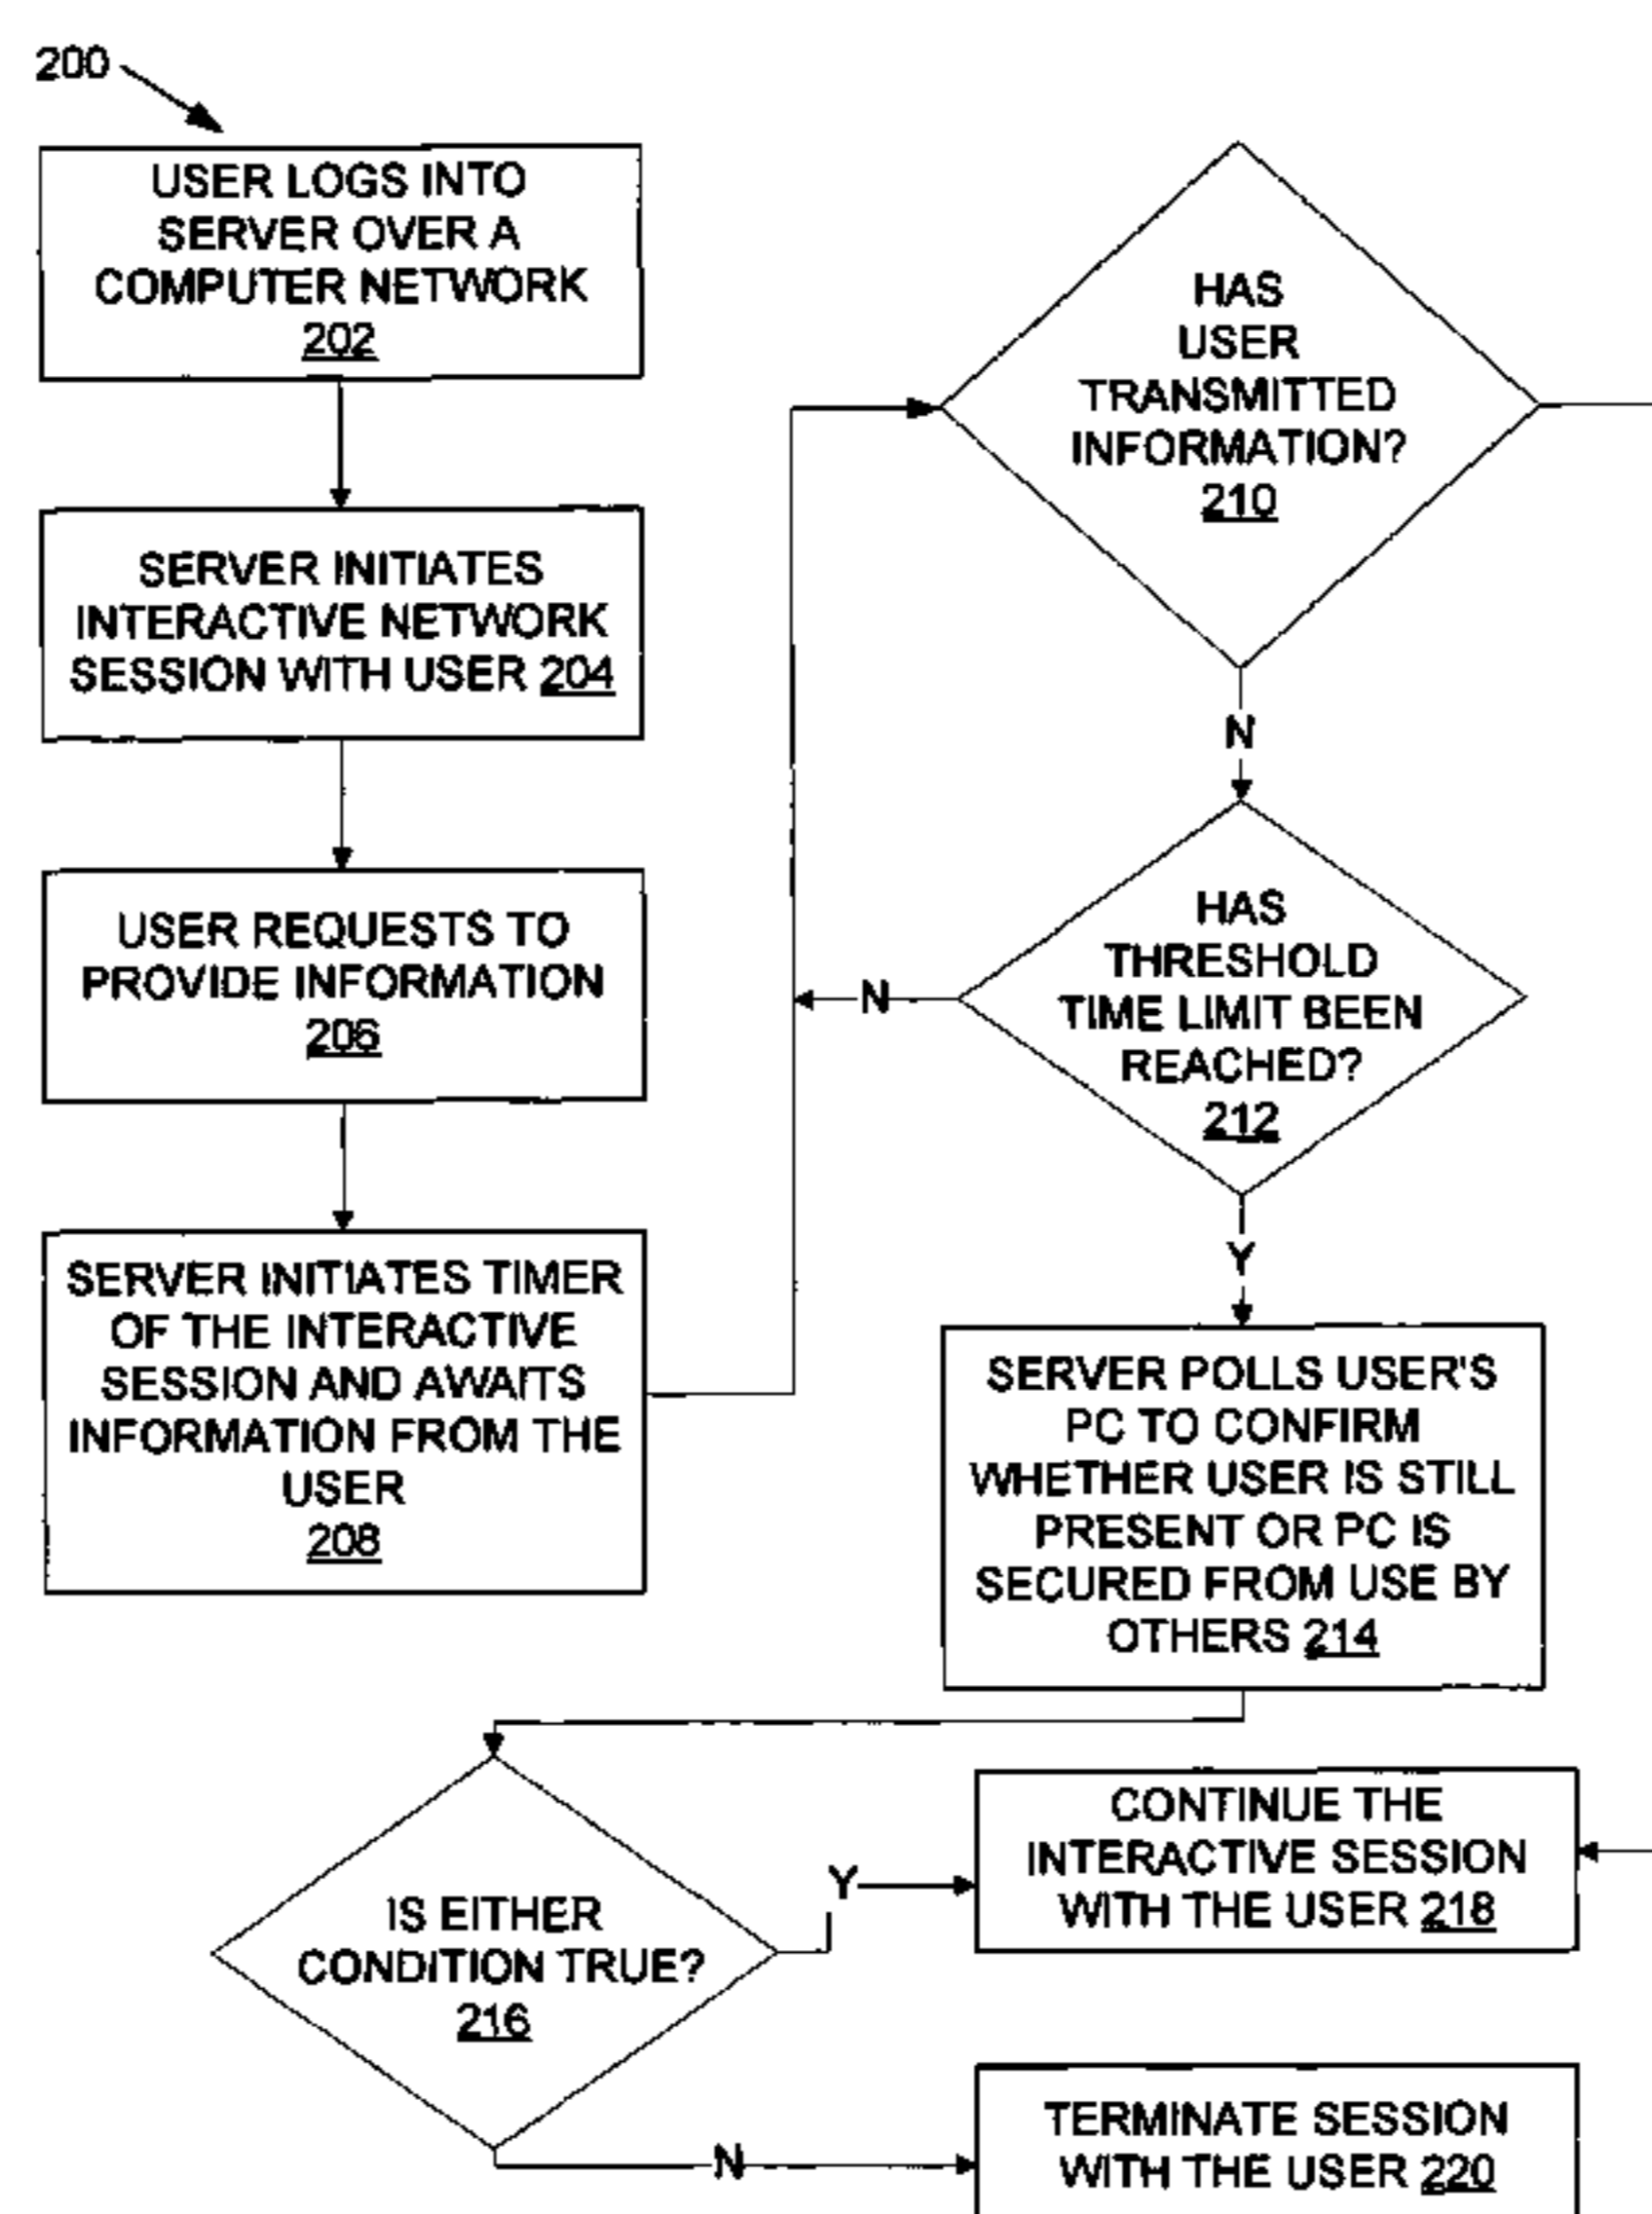 200
USER LOGS INTO
SERVER OVER A
COMPUTER NETWORK
202
SERVER INITIATES
INTERACTIVE NETWORK
SESSION WITH USER 204
USER REQUESTS TO
PROVIDE INFORMATION
206
SERVER INITIATES TIMER
OF THE INTERACTIVE
SESSION AND AWAITS
INFORMATION FROM THE
USER
208
HAS
USER
TRANSMITTED
INFORMATION?
210
N
HAS
THRESHOLD
TIME LIMIT BEEN
REACHED?
212
N
Y
SERVER POLLS USER'S
PC TO CONFIRM
WHETHER USER IS STILL
PRESENT OR PC IS
SECURED FROM USE BY
OTHERS 214
IS EITHER
CONDITION TRUE?
216
Y
CONTINUE THE
INTERACTIVE SESSION
WITH THE USER 218
N
TERMINATE SESSION
WITH THE USER 220